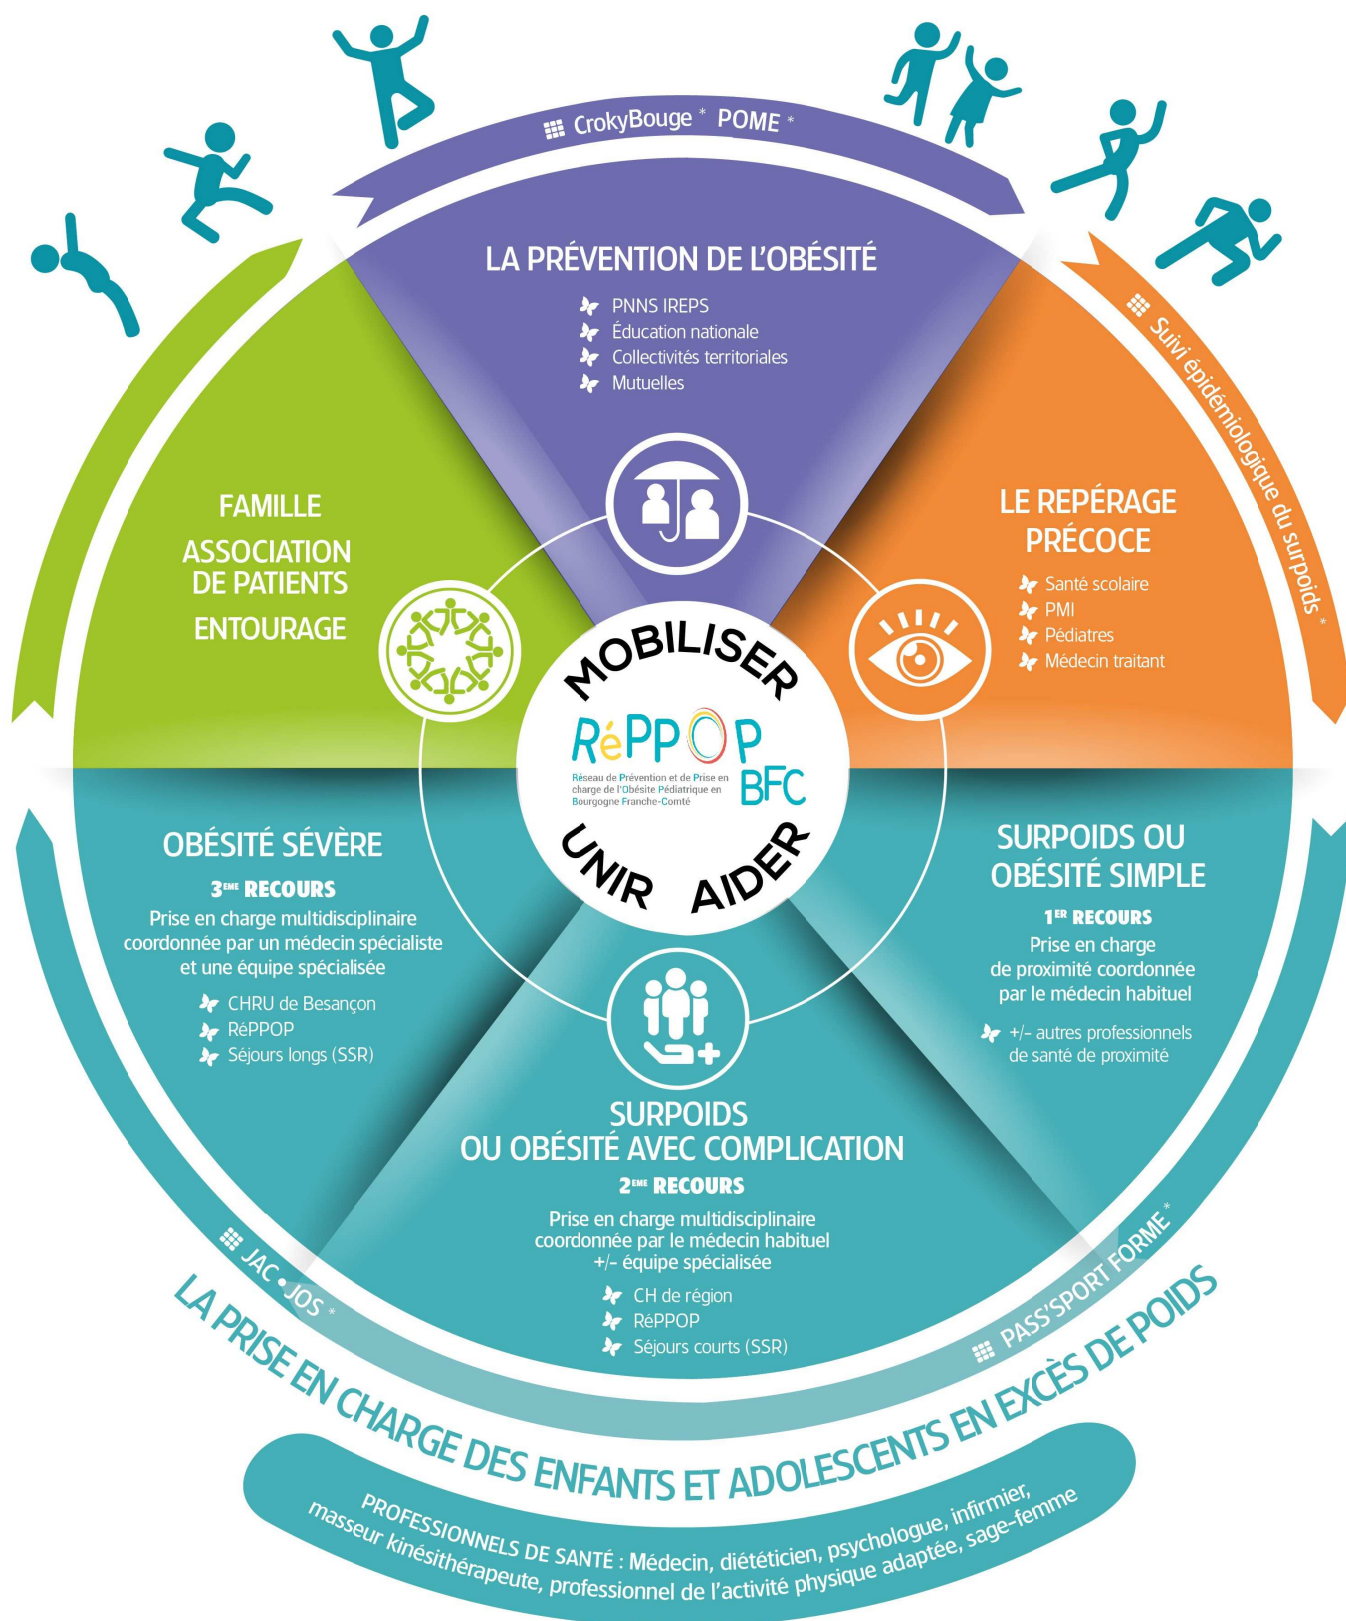 CrokyBouge * POME *
LA PRÉVENTION DE L'OBÉSITÉ
PNNS IREPS
Éducation nationale
Collectivités territoriales
Mutuelles
Suivi épidémiologique du surpoids *
LE REPÉRAGE
PRÉCOCE
Santé scolaire
PMI
Pédiatres
Médecin traitant
FAMILLE
ASSOCIATION
DE PATIENTS
ENTOURAGE
MOBILISER
RéPPOP
BFC
Réseau de Prévention et de Prise en
charge de l'Obésité Pédiatrique en
Bourgogne Franche-Comté
UNIR AIDER
SURPOIDS OU
OBÉSITÉ SIMPLE
1ER RECOURS
Prise en charge
de proximité coordonnée
par le médecin habituel
+/- autres professionnels
de santé de proximité
OBÉSITÉ SÉVÈRE
3EME RECOURS
Prise en charge multidisciplinaire
coordonnée par un médecin spécialiste
et une équipe spécialisée
CHRU de Besançon
RéPPOP
Séjours longs (SSR)
SURPOIDS
OU OBÉSITÉ AVEC COMPLICATION
2EME RECOURS
Prise en charge multidisciplinaire
coordonnée par le médecin habituel
+/- équipe spécialisée
CH de région
RéPPOP
Séjours courts (SSR)
JAC • JOS *
PASS'SPORT FORME *
LA PRISE EN CHARGE DES ENFANTS ET ADOLESCENTS EN EXCÈS DE POIDS
PROFESSIONNELS DE SANTÉ : Médecin, diététicien, psychologue, infirmier,
masseur kinésithérapeute, professionnel de l'activité physique adaptée, sage-femme